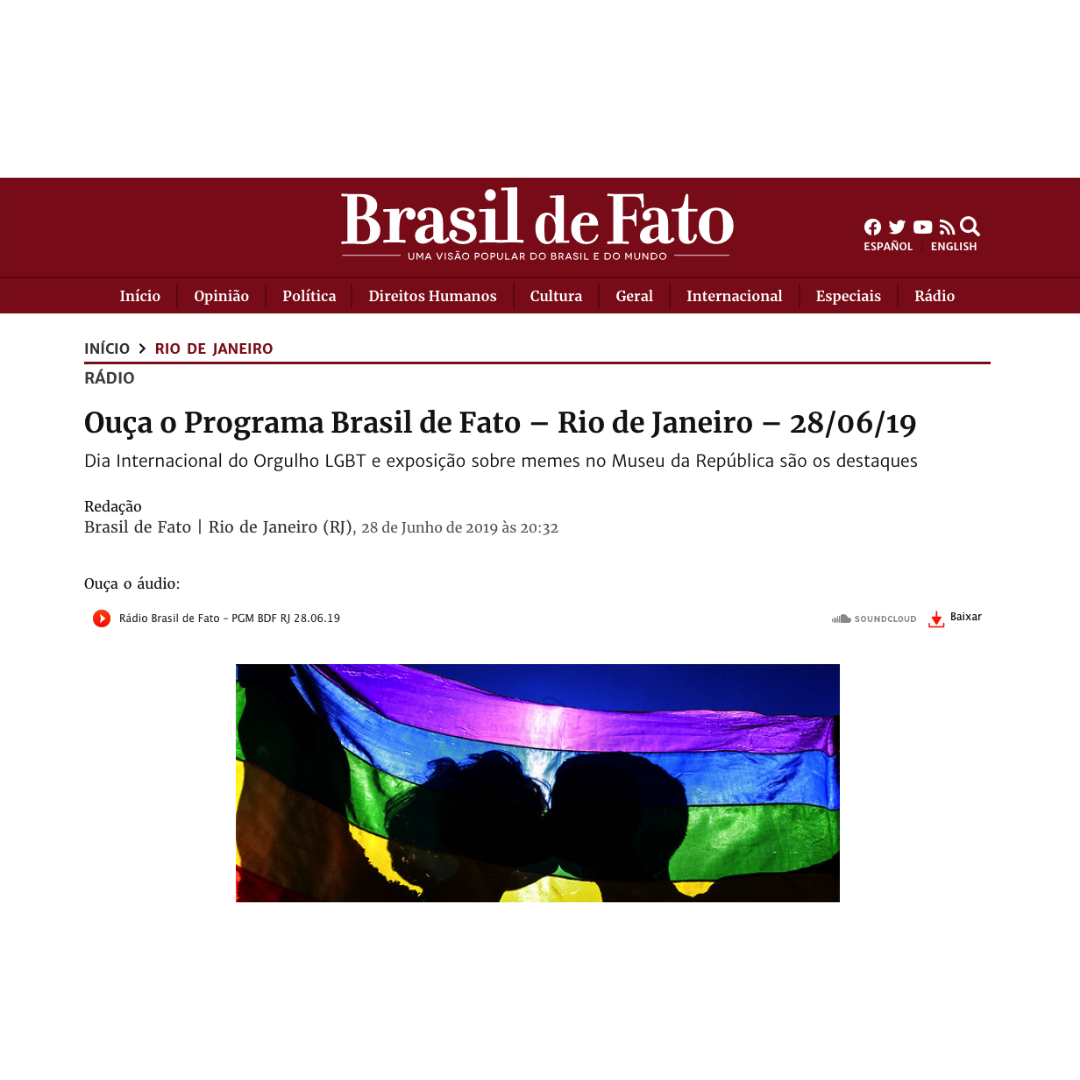 Brasil de Fato
UMA VISÃO POPULAR DO BRASIL E DO MUNDO
ESPAÑOL ENGLISH
Início Opinião Política Direitos Humanos Cultura Geral Internacional Especiais Rádio
INÍCIO > RIO DE JANEIRO
RÁDIO
Ouça o Programa Brasil de Fato – Rio de Janeiro – 28/06/19
Dia Internacional do Orgulho LGBT e exposição sobre memes no Museu da República são os destaques
Redação
Brasil de Fato | Rio de Janeiro (RJ), 28 de Junho de 2019 às 20:32
Ouça o áudio:
Rádio Brasil de Fato - PGM BDF RJ 28.06.19 SOUNDCLOUD Baixar